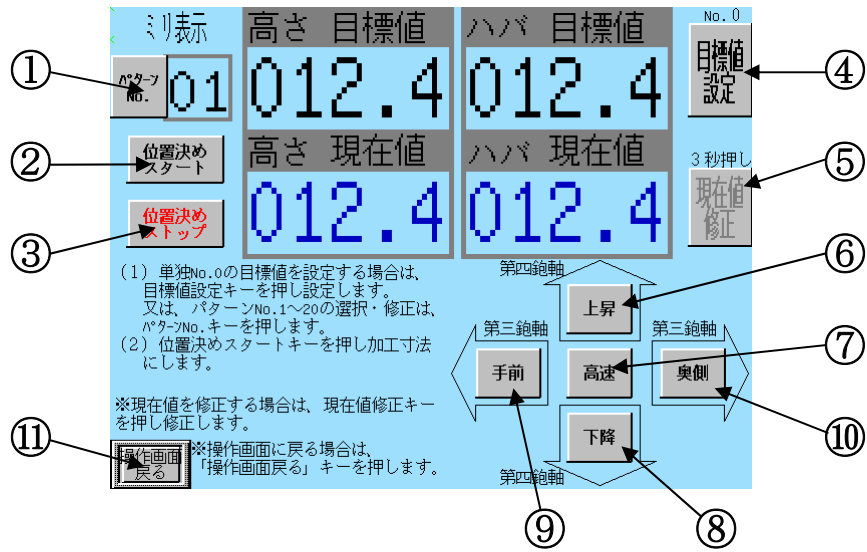 ミリ表示
高さ 目標値
ハバ 目標値
No.0
①
パターン
No.
01
012.4
012.4
目標値
設定
④
②
位置決め
スタート
高さ 現在値
ハバ 現在値
3秒押し
⑤
③
位置決め
ストップ
012.4
012.4
現在値
修正
(1) 単独No.0の目標値を設定する場合は、
目標値設定キーを押し設定します。
又は、パターンNo.1～20の選択・修正は、
パターンNo.キーを押します。
(2) 位置決めスタートキーを押し加工寸法
にします。
※現在値を修正する場合は、現在値修正キー
を押し修正します。
第四鉋軸
上昇
⑥
第三鉋軸
第三鉋軸
⑦
手前
高速
奥側
下降
⑩
第四鉋軸
⑪
操作画面
戻る
※操作画面に戻る場合は、
「操作画面戻る」キーを押します。
⑨
⑧